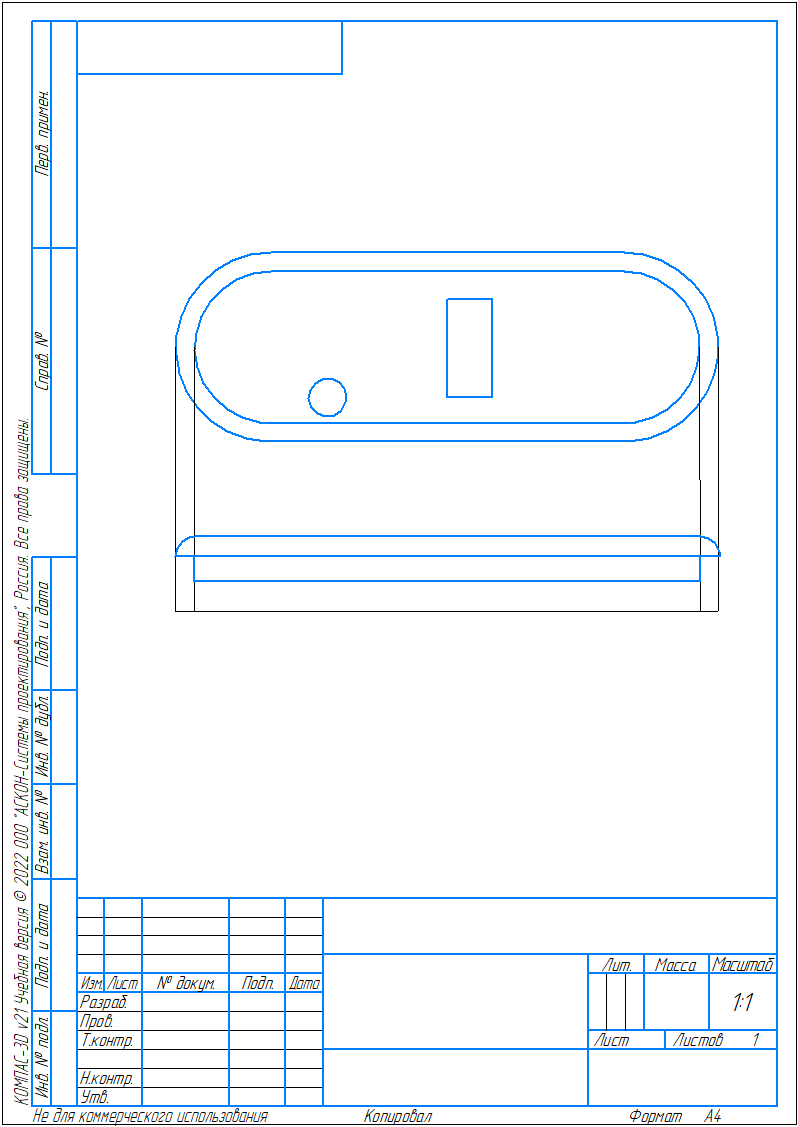 Перв. примен.
Справ. №
Подп. и дата
Инв. № дубл.
Взам. инв. №
Подп. и дата
Инв. № подл.
КОМПАС-3D v21 Учебная версия © 2022 ООО "АСКОН-Системы проектирования", Россия. Все права защищены.
Лит. Масса Масштаб
Изм. Лист № докум. Подп. Дата
Разраб.
1:1
Пров.
Т.контр. Лист Листов 1
Н.контр.
Утв.
Не для коммерческого использования Копировал Формат А4